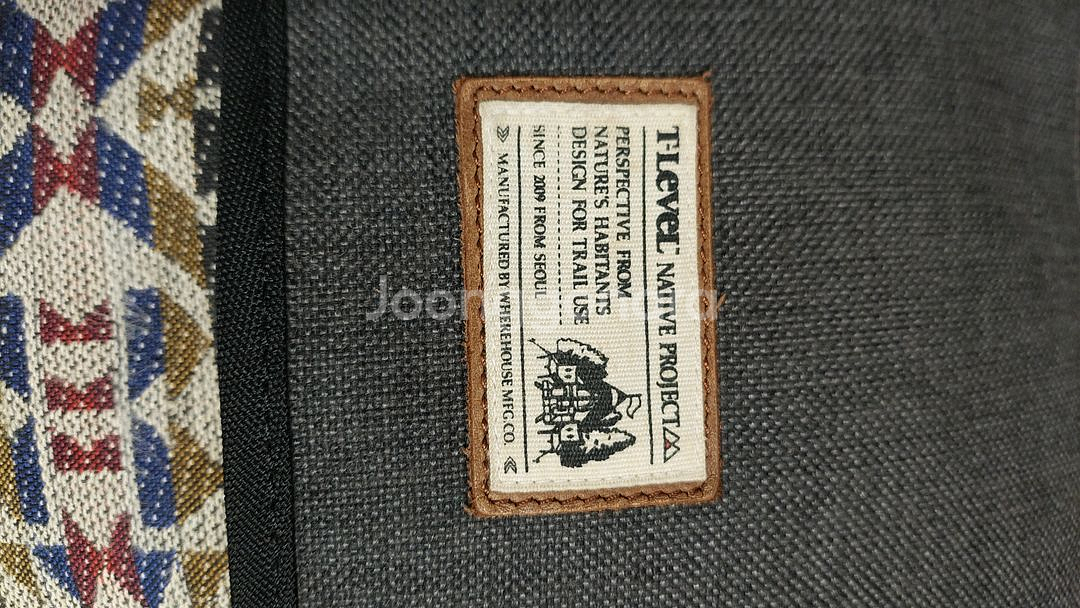 T-LeveL NATIVE PROJECT
PERSPECTIVE FROM
NATURE'S HABITANTS
DESIGN FOR TRAIL USE
SINCE 2009 FROM SEOUL
MANUFACTURED BY WHEREHOUSE MFG.CO.